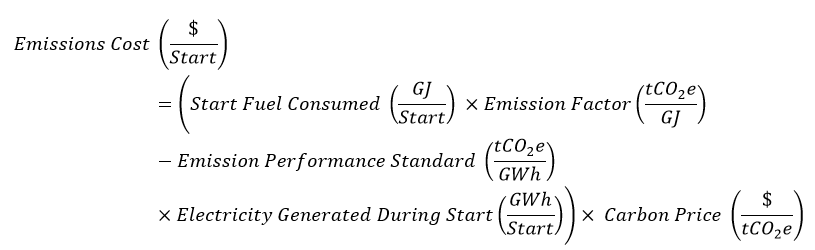 Emissions Cost ($/Start)
= (Start Fuel Consumed (GJ/Start) × Emission Factor (tCO₂e/GJ)
− Emission Performance Standard (tCO₂e/GWh)
× Electricity Generated During Start (GWh/Start)) × Carbon Price ($/tCO₂e)